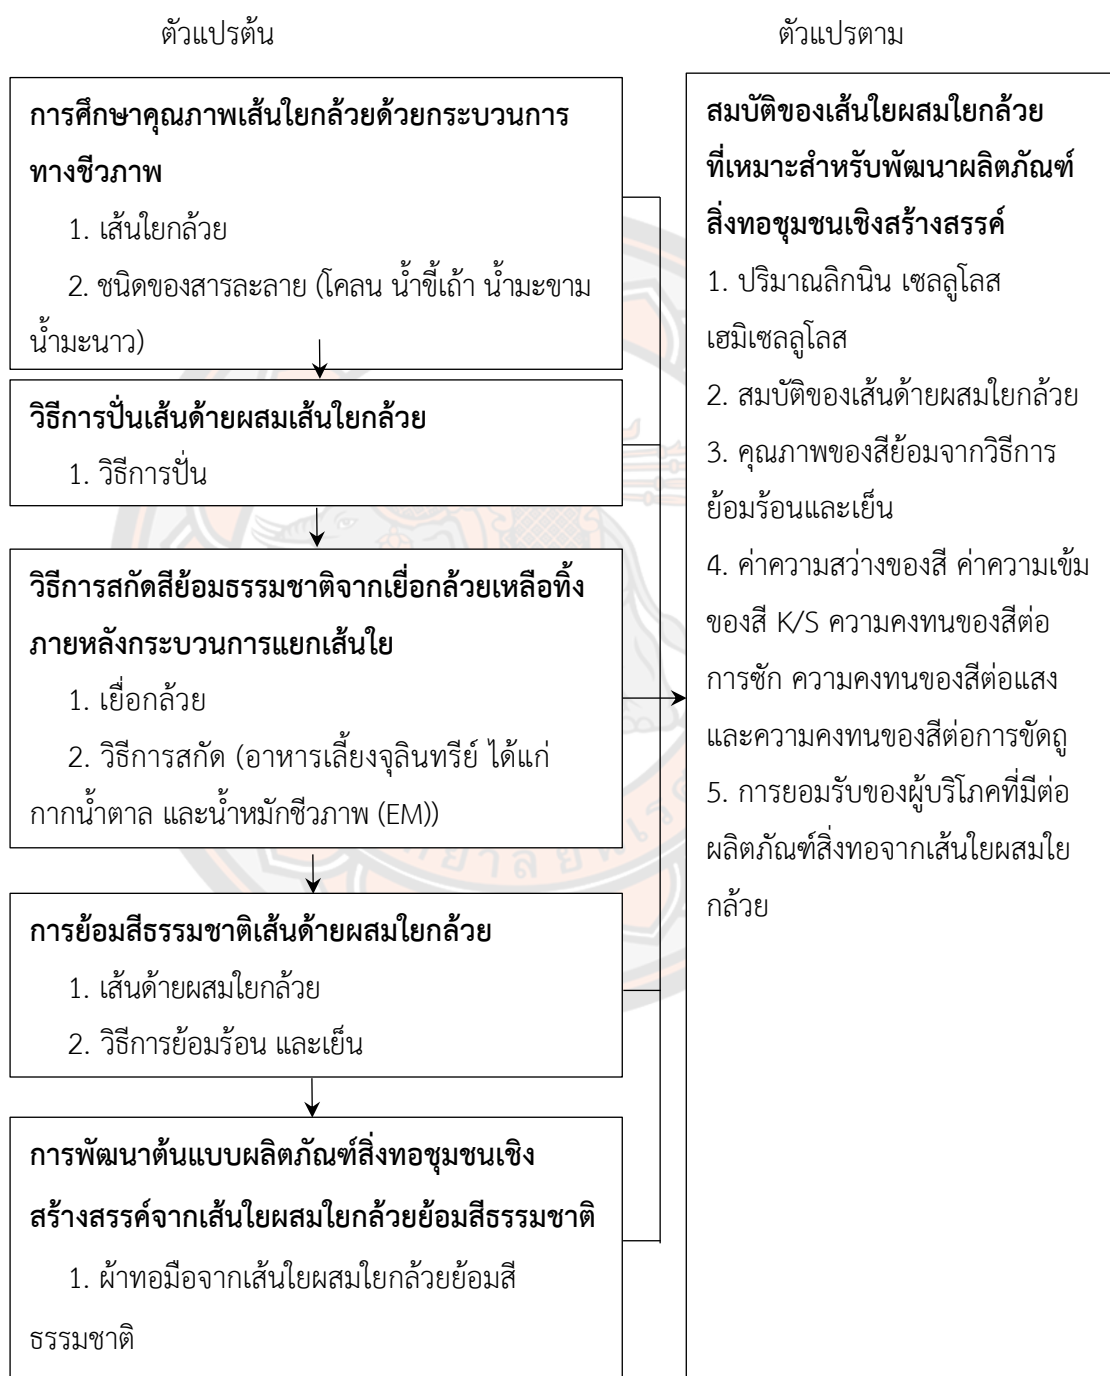 ตัวแปรต้น
ตัวแปรตาม
การศึกษาคุณภาพเส้นใยกล้วยด้วยกระบวนการ
ทางชีวภาพ
1. เส้นใยกล้วย
2. ชนิดของสารละลาย (โคลน น้ำขี้เถ้า น้ำมะขาม
น้ำมะนาว)
วิธีการปั่นเส้นด้ายผสมเส้นใยกล้วย
1. วิธีการปั่น
วิธีการสกัดสีย้อมธรรมชาติจากเยื่อกล้วยเหลือทิ้ง
ภายหลังกระบวนการแยกเส้นใย
1. เยื่อกล้วย
2. วิธีการสกัด (อาหารเลี้ยงจุลินทรีย์ ได้แก่
กากน้ำตาล และน้ำหมักชีวภาพ (EM))
การย้อมสีธรรมชาติเส้นด้ายผสมใยกล้วย
1. เส้นด้ายผสมใยกล้วย
2. วิธีการย้อมร้อน และเย็น
การพัฒนาต้นแบบผลิตภัณฑ์สิ่งทอชุมชนเชิง
สร้างสรรค์จากเส้นใยผสมใยกล้วยย้อมสีธรรมชาติ
1. ผ้าทอมือจากเส้นใยผสมใยกล้วยย้อมสี
ธรรมชาติ
สมบัติของเส้นใยผสมใยกล้วย
ที่เหมาะสำหรับพัฒนาผลิตภัณฑ์
สิ่งทอชุมชนเชิงสร้างสรรค์
1. ปริมาณลิกนิน เซลลูโลส
เฮมิเซลลูโลส
2. สมบัติของเส้นด้ายผสมใยกล้วย
3. คุณภาพของสีย้อมจากวิธีการ
ย้อมร้อนและเย็น
4. ค่าความสว่างของสี ค่าความเข้ม
ของสี K/S ความคงทนของสีต่อ
การซัก ความคงทนของสีต่อแสง
และความคงทนของสีต่อการขัดถู
5. การยอมรับของผู้บริโภคที่มีต่อ
ผลิตภัณฑ์สิ่งทอจากเส้นใยผสมใย
กล้วย